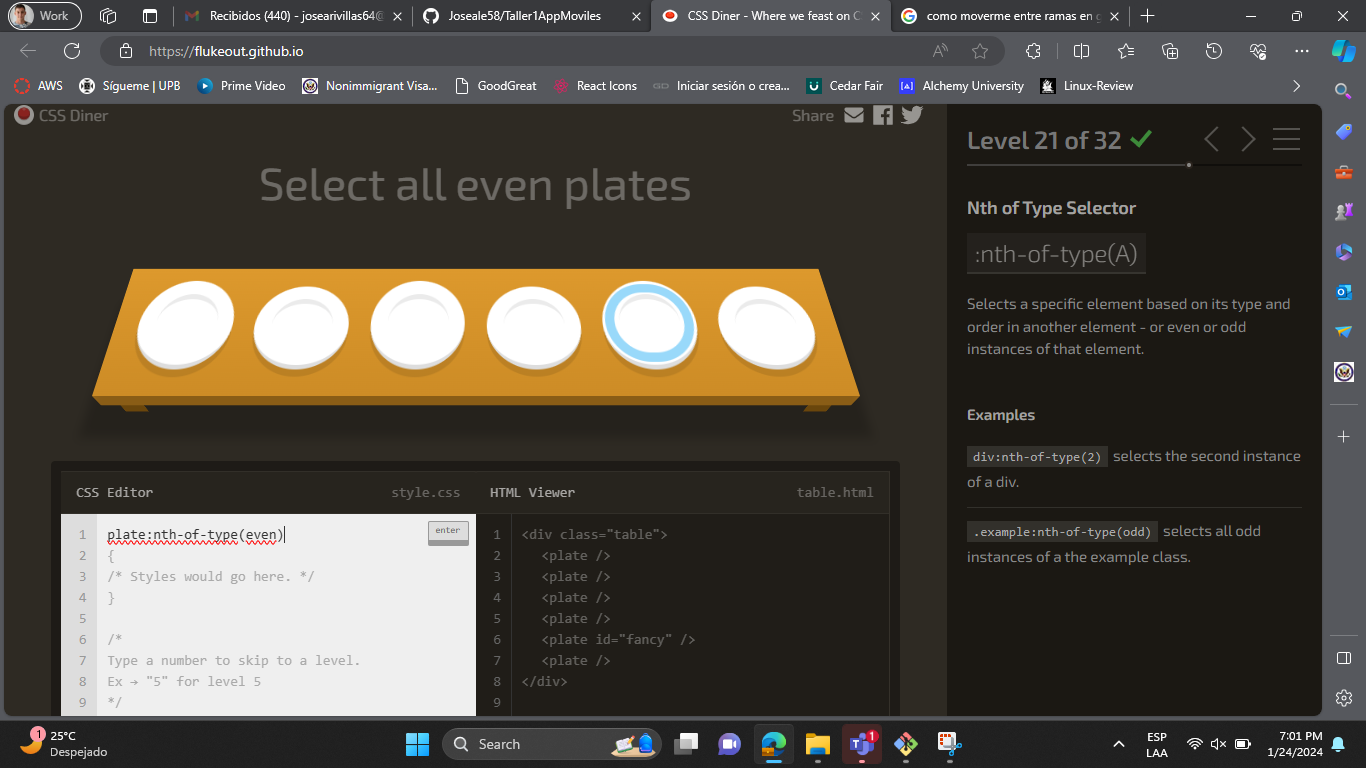 Work
Recibidos (440) - josearivillas64@
Joseale58/Taller1AppMoviles
CSS Diner - Where we feast on C
como moverme entre ramas en g
https://flukeout.github.io
AWS
Sígueme | UPB
Prime Video
Nonimmigrant Visa...
GoodGreat
React Icons
Iniciar sesión o crea...
Cedar Fair
Alchemy University
Linux-Review
CSS Diner
Share
Select all even plates
CSS Editor
style.css
HTML Viewer
table.html
enter
1 plate:nth-of-type(even)
2 {
3 /* Styles would go here. */
4 }
5
6 /*
7 Type a number to skip to a level.
8 Ex → "5" for level 5
9 */
1 <div class="table">
2 <plate />
3 <plate />
4 <plate />
5 <plate />
6 <plate id="fancy" />
7 <plate />
8 </div>
9
Level 21 of 32
Nth of Type Selector
:nth-of-type(A)
Selects a specific element based on its type and
order in another element - or even or odd
instances of that element.
Examples
div:nth-of-type(2) selects the second instance
of a div.
.example:nth-of-type(odd) selects all odd
instances of a the example class.
1
25°C
Despejado
Search
1
ESP
LAA
7:01 PM
1/24/2024